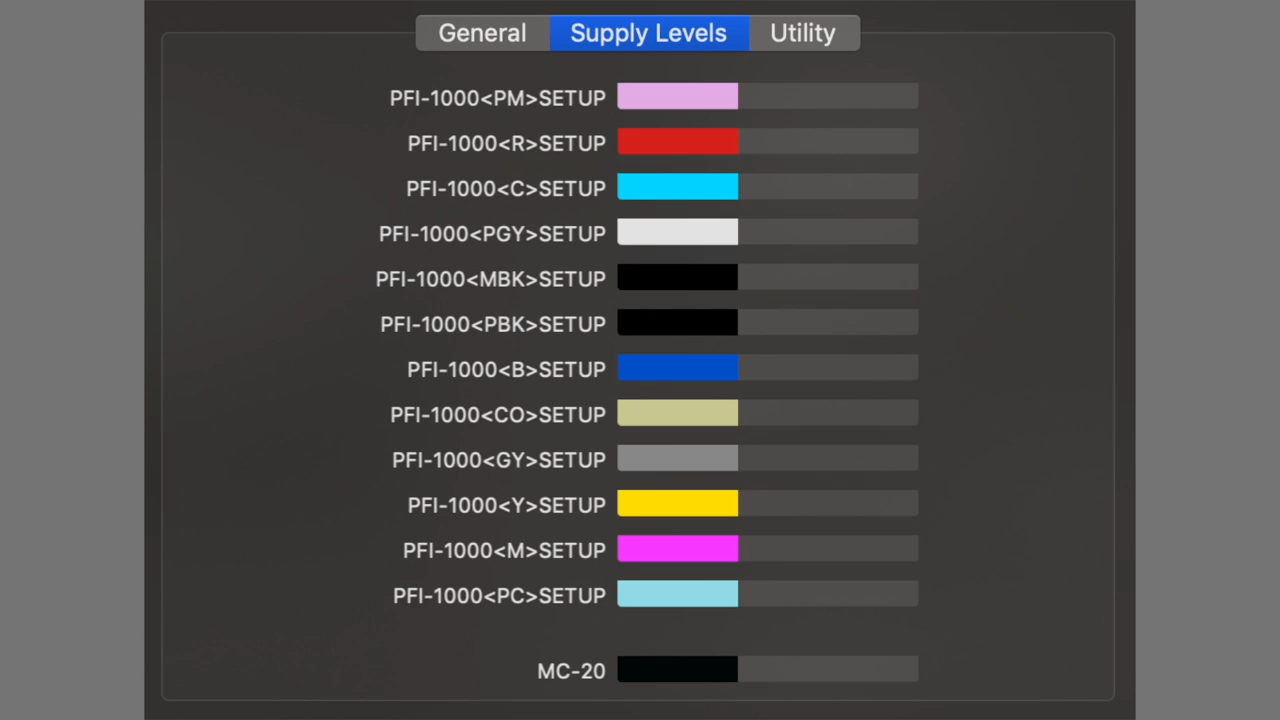 General Supply Levels Utility
PFI-1000<PM>SETUP
PFI-1000<R>SETUP
PFI-1000<C>SETUP
PFI-1000<PGY>SETUP
PFI-1000<MBK>SETUP
PFI-1000<PBK>SETUP
PFI-1000<B>SETUP
PFI-1000<CO>SETUP
PFI-1000<GY>SETUP
PFI-1000<Y>SETUP
PFI-1000<M>SETUP
PFI-1000<PC>SETUP
MC-20